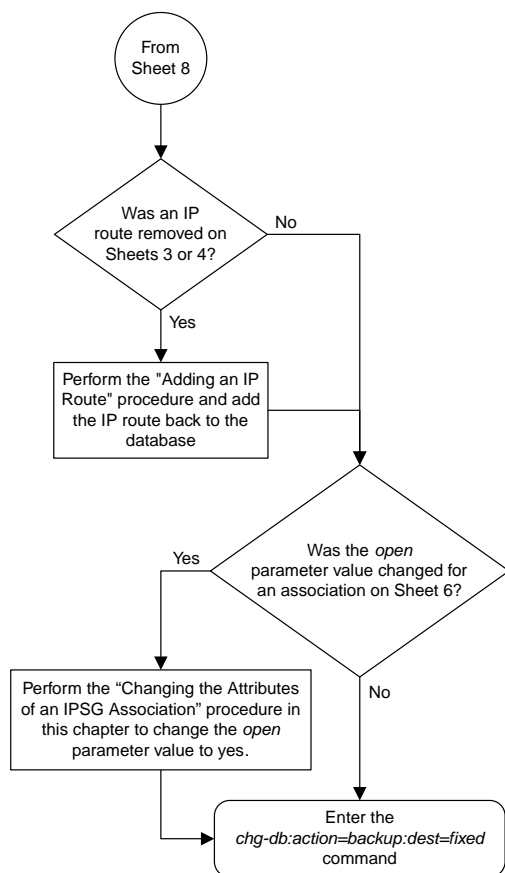 From
Sheet 8
Was an IP
route removed on
Sheets 3 or 4?
No
Yes
Perform the "Adding an IP
Route" procedure and add
the IP route back to the
database
Was the open
parameter value changed for
an association on Sheet 6?
Yes
No
Perform the “Changing the Attributes
of an IPSG Association” procedure in
this chapter to change the open
parameter value to yes.
Enter the
chg-db:action=backup:dest=fixed
command